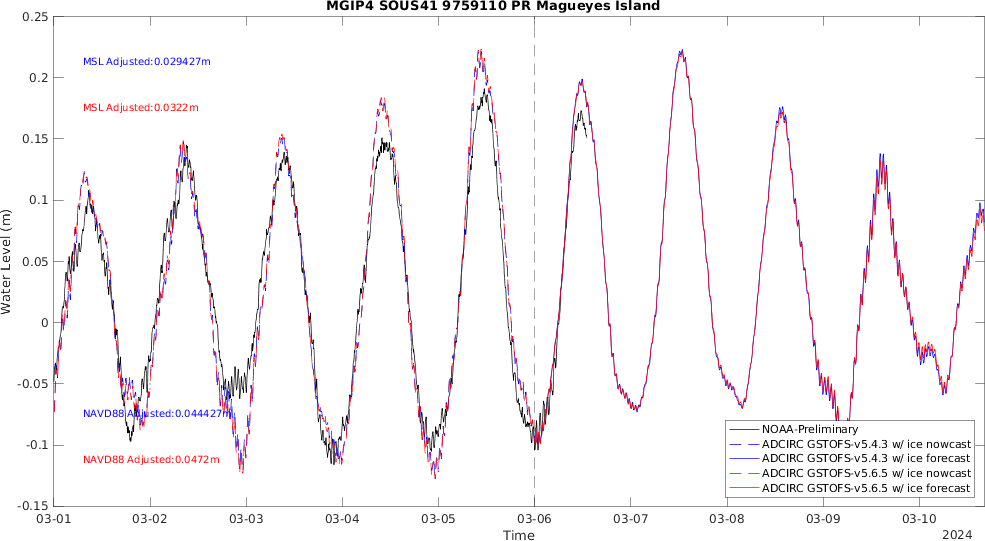 MGIP4 SOUS41 9759110 PR Magueyes Island
0.25
0.2
0.15
0.1
0.05
0
-0.05
-0.1
-0.15
Water Level (m)
MSL Adjusted:0.029427m
MSL Adjusted:0.0322m
NAVD88 Adjusted:0.044427m
NAVD88 Adjusted:0.0472m
NOAA-Preliminary
ADCIRC GSTOFS-v5.4.3 w/ ice nowcast
ADCIRC GSTOFS-v5.4.3 w/ ice forecast
ADCIRC GSTOFS-v5.6.5 w/ ice nowcast
ADCIRC GSTOFS-v5.6.5 w/ ice forecast
03-01 03-02 03-03 03-04 03-05 03-06 03-07 03-08 03-09 03-10
Time
2024